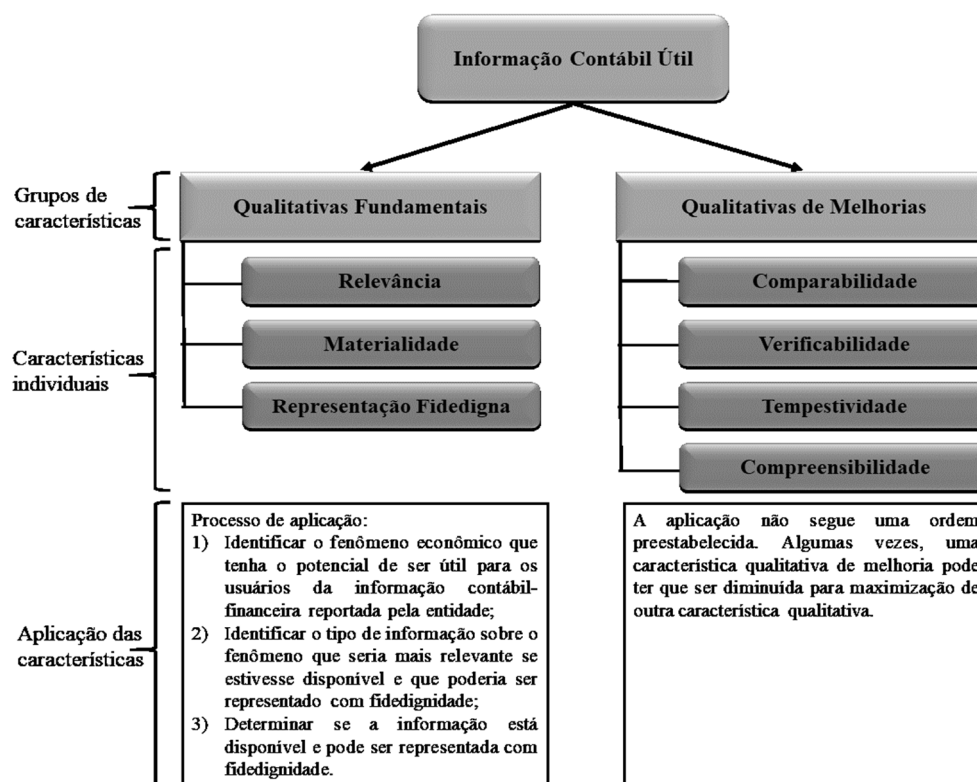 Informação Contábil Útil
Grupos de
características
Qualitativas Fundamentais
Qualitativas de Melhorias
Características
individuais
Relevância
Materialidade
Representação Fidedigna
Comparabilidade
Verificabilidade
Tempestividade
Compreensibilidade
Aplicação das
características
Processo de aplicação:
1) Identificar o fenômeno econômico que
tenha o potencial de ser útil para os
usuários da informação contábil-
financeira reportada pela entidade;
2) Identificar o tipo de informação sobre o
fenômeno que seria mais relevante se
estivesse disponível e que poderia ser
representado com fidedignidade;
3) Determinar se a informação está
disponível e pode ser representada com
fidedignidade.
A aplicação não segue uma ordem
preestabelecida. Algumas vezes, uma
característica qualitativa de melhoria pode
ter que ser diminuída para maximização de
outra característica qualitativa.